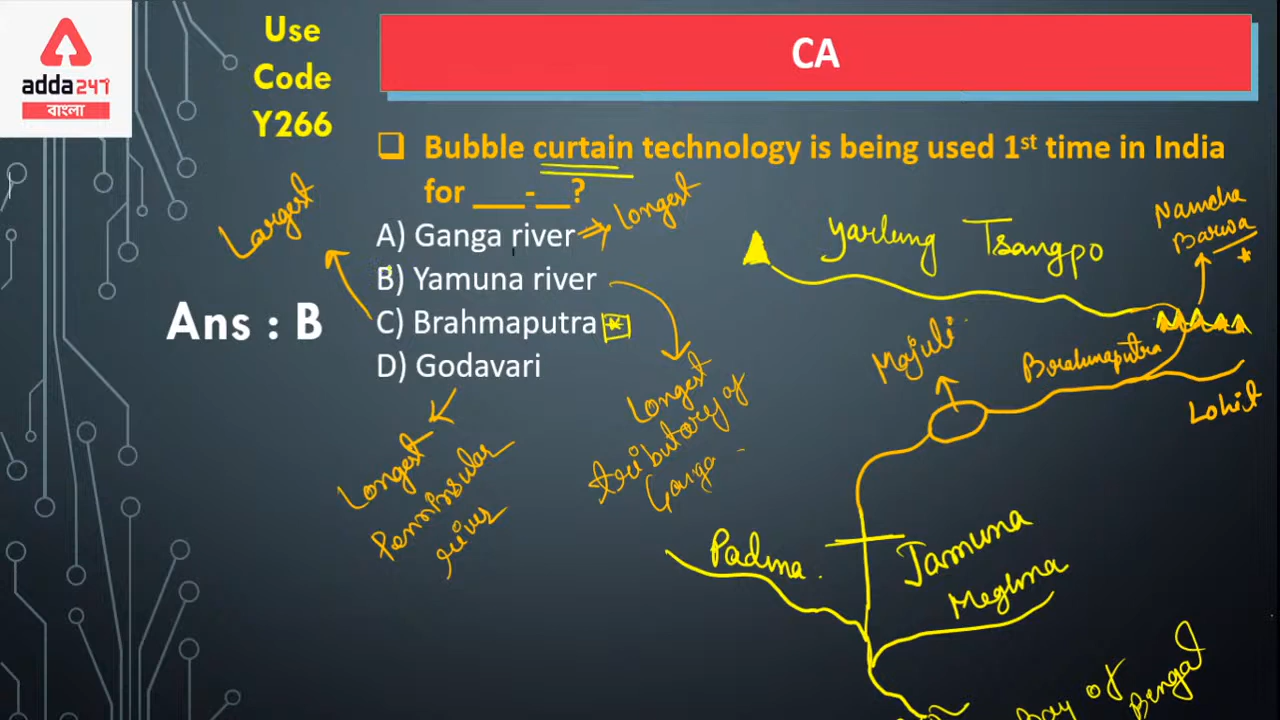 adda247
বাংলা
Use
Code
Y266
CA
Bubble curtain technology is being used 1st time in India
for ___-__?
A) Ganga river
B) Yamuna river
C) Brahmaputra
D) Godavari
Ans : B
Largest
Longest
Longest
tributary of
Ganga
Longest
Penninsular
river
Yarlung Tsangpo
Namcha
Barwa
Majuli
Brahmaputra
Lohit
Padma
Jamuna
Meghna
Bay of
Bengal